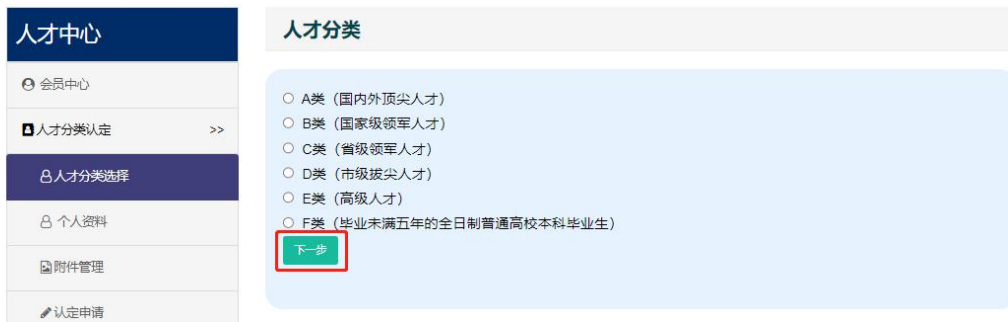 人才中心
会员中心
人才分类认定 >>
人才分类选择
个人资料
附件管理
认定申请
人才分类
A类（国内外顶尖人才）
B类（国家级领军人才）
C类（省级领军人才）
D类（市级拔尖人才）
E类（高级人才）
F类（毕业未满五年的全日制普通高校本科毕业生）
下一步